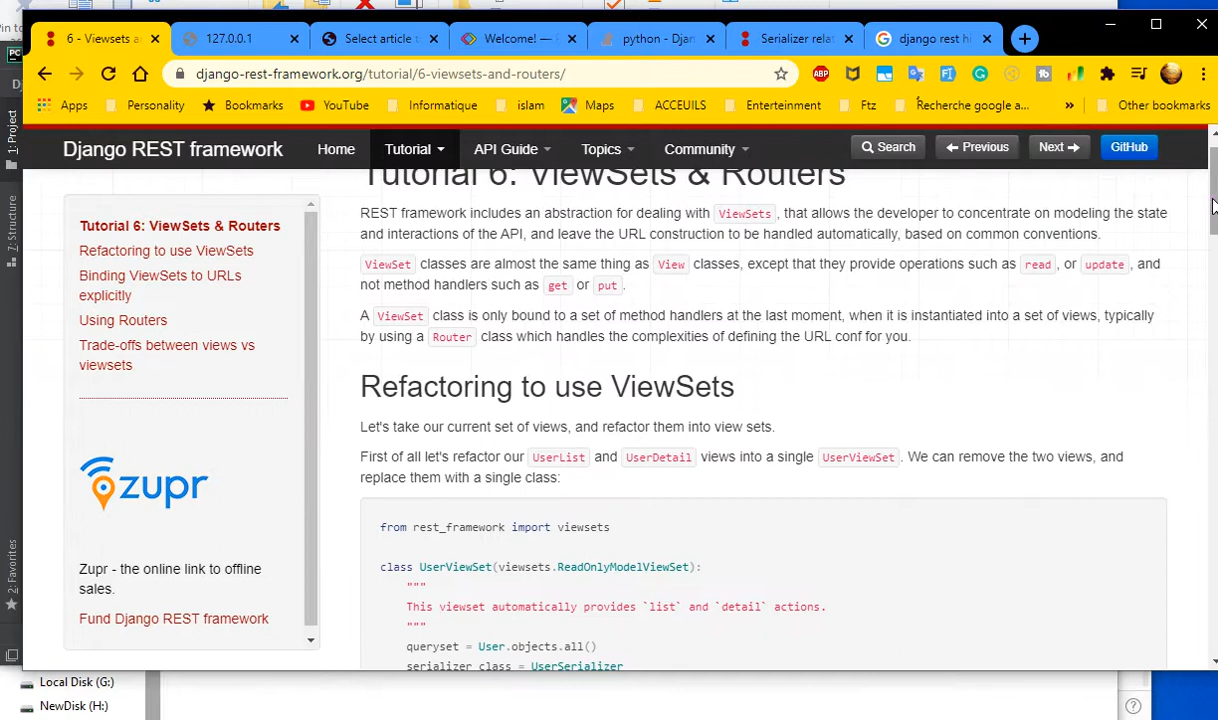 6 - Viewsets a
127.0.0.1
Select article t
Welcome! —
python - Djan
Serializer relat
django rest h
django-rest-framework.org/tutorial/6-viewsets-and-routers/
ABP
Apps
Personality
Bookmarks
YouTube
Informatique
islam
Maps
ACCEUILS
Enterteinment
Ftz
Recherche google a...
»
Other bookmarks
Django REST framework
Home
Tutorial
API Guide
Topics
Community
Search
Previous
Next
GitHub
Tutorial 6: ViewSets & Routers
Refactoring to use ViewSets
Binding ViewSets to URLs
explicitly
Using Routers
Trade-offs between views vs
viewsets
zupr
Zupr - the online link to offline
sales.
Fund Django REST framework
Tutorial 6: ViewSets & Routers
REST framework includes an abstraction for dealing with ViewSets, that allows the developer to concentrate on modeling the state
and interactions of the API, and leave the URL construction to be handled automatically, based on common conventions.
ViewSet classes are almost the same thing as View classes, except that they provide operations such as read, or update, and
not method handlers such as get or put.
A ViewSet class is only bound to a set of method handlers at the last moment, when it is instantiated into a set of views, typically
by using a Router class which handles the complexities of defining the URL conf for you.
Refactoring to use ViewSets
Let's take our current set of views, and refactor them into view sets.
First of all let's refactor our UserList and UserDetail views into a single UserViewSet. We can remove the two views, and
replace them with a single class:
from rest_framework import viewsets
class UserViewSet(viewsets.ReadOnlyModelViewSet):
"""
This viewset automatically provides `list` and `detail` actions.
"""
queryset = User.objects.all()
serializer_class = UserSerializer
Pin to
PC
1: Project
7: Structure
2: Favorites
Local Disk (G:)
NewDisk (H:)